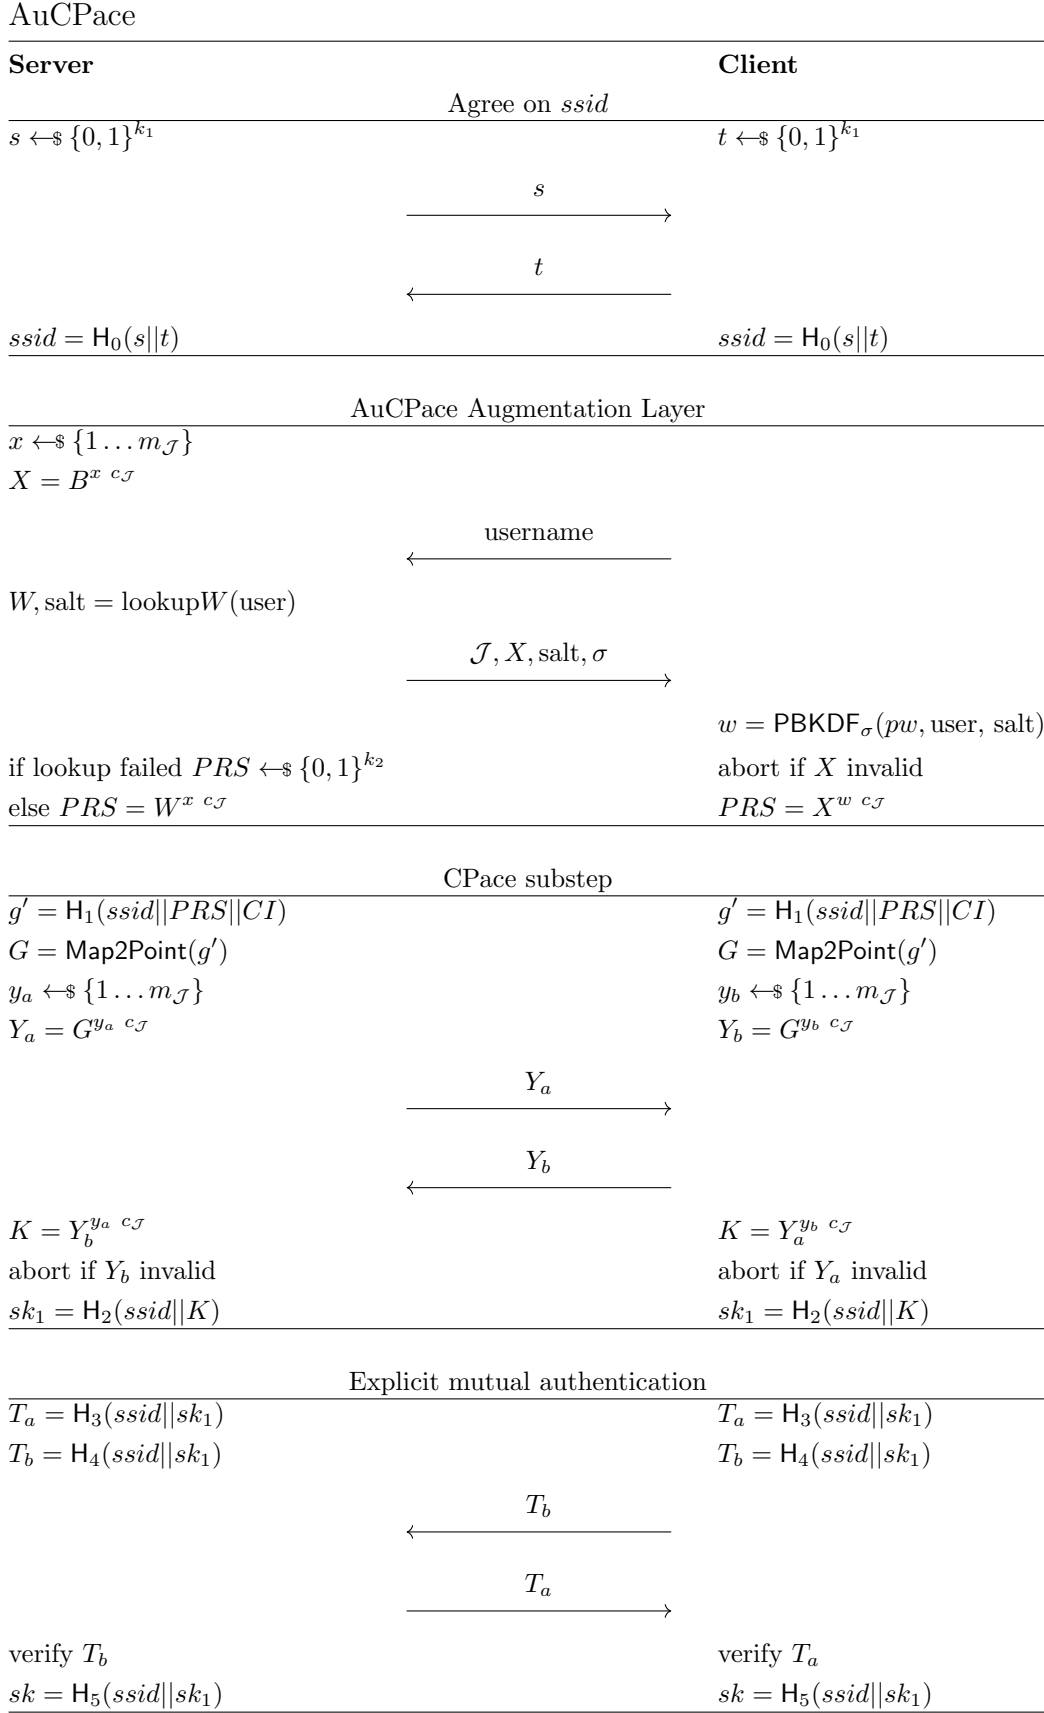 AuCPace
Server Client
Agree on ssid
s ←$ {0, 1}^{k_1} t ←$ {0, 1}^{k_1}
s
t
ssid = H_0(s||t) ssid = H_0(s||t)
AuCPace Augmentation Layer
x ←$ {1 … m_𝒥}
X = B^{x c_𝒥}
username
W, salt = lookupW(user)
𝒥, X, salt, σ
w = PBKDF_σ(pw, user, salt)
if lookup failed PRS ←$ {0, 1}^{k_2} abort if X invalid
else PRS = W^{x c_𝒥} PRS = X^{w c_𝒥}
CPace substep
g′ = H_1(ssid||PRS||CI) g′ = H_1(ssid||PRS||CI)
G = Map2Point(g′) G = Map2Point(g′)
y_a ←$ {1 … m_𝒥} y_b ←$ {1 … m_𝒥}
Y_a = G^{y_a c_𝒥} Y_b = G^{y_b c_𝒥}
Y_a
Y_b
K = Y_b^{y_a c_𝒥} K = Y_a^{y_b c_𝒥}
abort if Y_b invalid abort if Y_a invalid
sk_1 = H_2(ssid||K) sk_1 = H_2(ssid||K)
Explicit mutual authentication
T_a = H_3(ssid||sk_1) T_a = H_3(ssid||sk_1)
T_b = H_4(ssid||sk_1) T_b = H_4(ssid||sk_1)
T_b
T_a
verify T_b verify T_a
sk = H_5(ssid||sk_1) sk = H_5(ssid||sk_1)